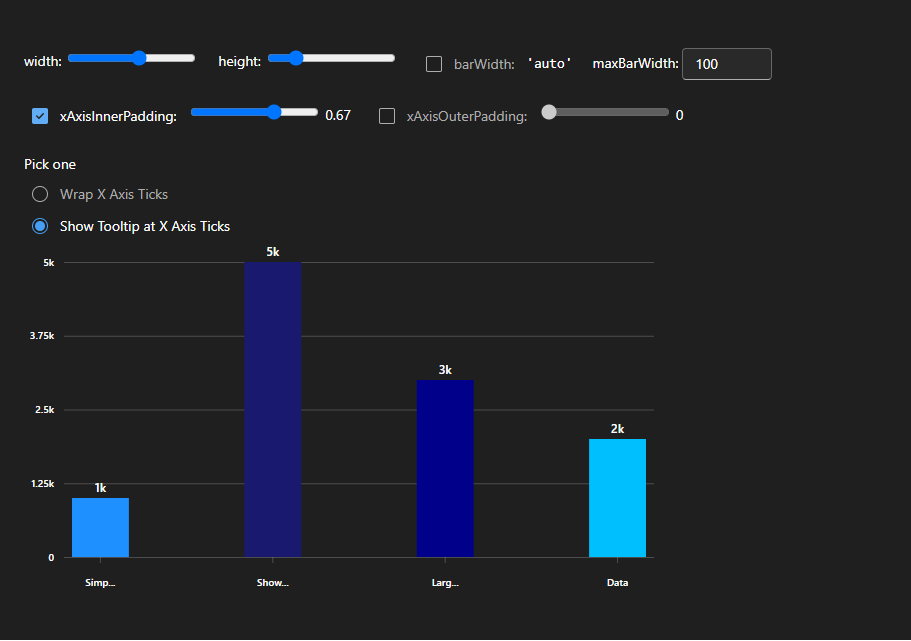 width: height: barWidth: 'auto' maxBarWidth: 100
xAxisInnerPadding: 0.67 xAxisOuterPadding: 0
Pick one
Wrap X Axis Ticks
Show Tooltip at X Axis Ticks
5k
5k
3.75k
3k
2.5k
2k
1.25k
1k
0
Simp... Show... Larg... Data